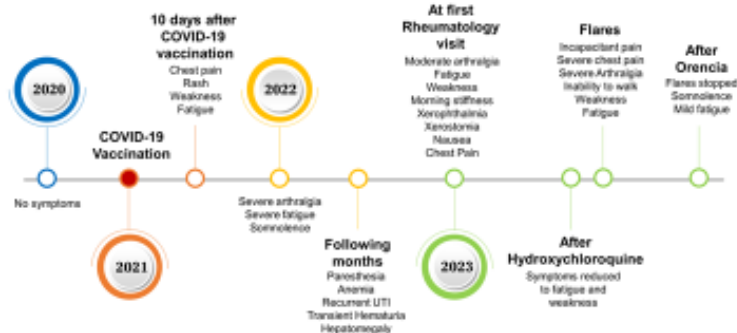 2020
No symptoms
COVID-19
Vaccination
2021
10 days after
COVID-19
vaccination
Chest pain
Rash
Weakness
Fatigue
2022
Severe arthralgia
Severe fatigue
Somnolence
Following
months
Paresthesia
Anemia
Recurrent UTI
Transient Hematuria
Hepatomegaly
At first
Rheumatology
visit
Moderate arthralgia
Fatigue
Weakness
Morning stiffness
Xerophthalmia
Xerostomia
Nausea
Chest Pain
2023
After
Hydroxychloroquine
Symptoms reduced
to fatigue and
weakness
Flares
Incapacitant pain
Severe chest pain
Severe Arthralgia
Inability to walk
Weakness
Fatigue
After
Orencia
Flares stopped
Somnolence
Mild fatigue